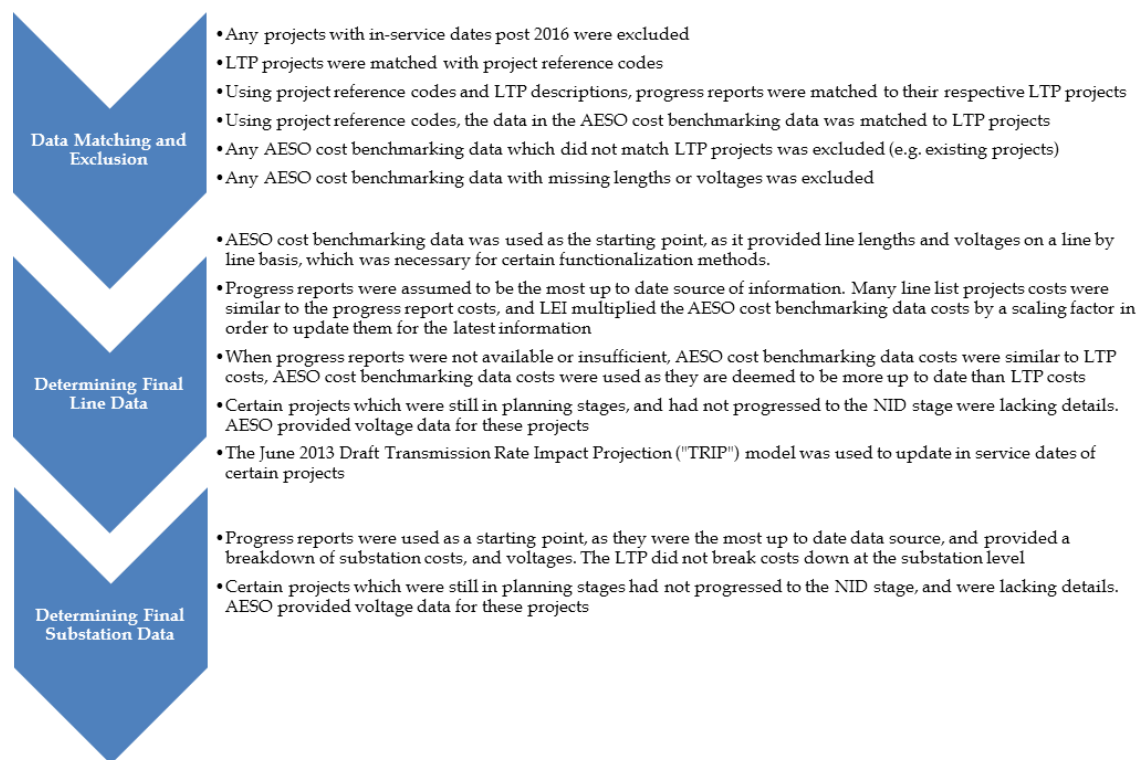 Data Matching and
Exclusion
•Any projects with in-service dates post 2016 were excluded
•LTP projects were matched with project reference codes
•Using project reference codes and LTP descriptions, progress reports were matched to their respective LTP projects
•Using project reference codes, the data in the AESO cost benchmarking data was matched to LTP projects
•Any AESO cost benchmarking data which did not match LTP projects was excluded (e.g. existing projects)
•Any AESO cost benchmarking data with missing lengths or voltages was excluded
Determining Final
Line Data
•AESO cost benchmarking data was used as the starting point, as it provided line lengths and voltages on a line by
line basis, which was necessary for certain functionalization methods.
•Progress reports were assumed to be the most up to date source of information. Many line list projects costs were
similar to the progress report costs, and LEI multiplied the AESO cost benchmarking data costs by a scaling factor in
order to update them for the latest information
•When progress reports were not available or insufficient, AESO cost benchmarking data costs were similar to LTP
costs, AESO cost benchmarking data costs were used as they are deemed to be more up to date than LTP costs
•Certain projects which were still in planning stages, and had not progressed to the NID stage were lacking details.
AESO provided voltage data for these projects
•The June 2013 Draft Transmission Rate Impact Projection ("TRIP") model was used to update in service dates of
certain projects
Determining Final
Substation Data
•Progress reports were used as a starting point, as they were the most up to date data source, and provided a
breakdown of substation costs, and voltages. The LTP did not break costs down at the substation level
•Certain projects which were still in planning stages had not progressed to the NID stage, and were lacking details.
AESO provided voltage data for these projects